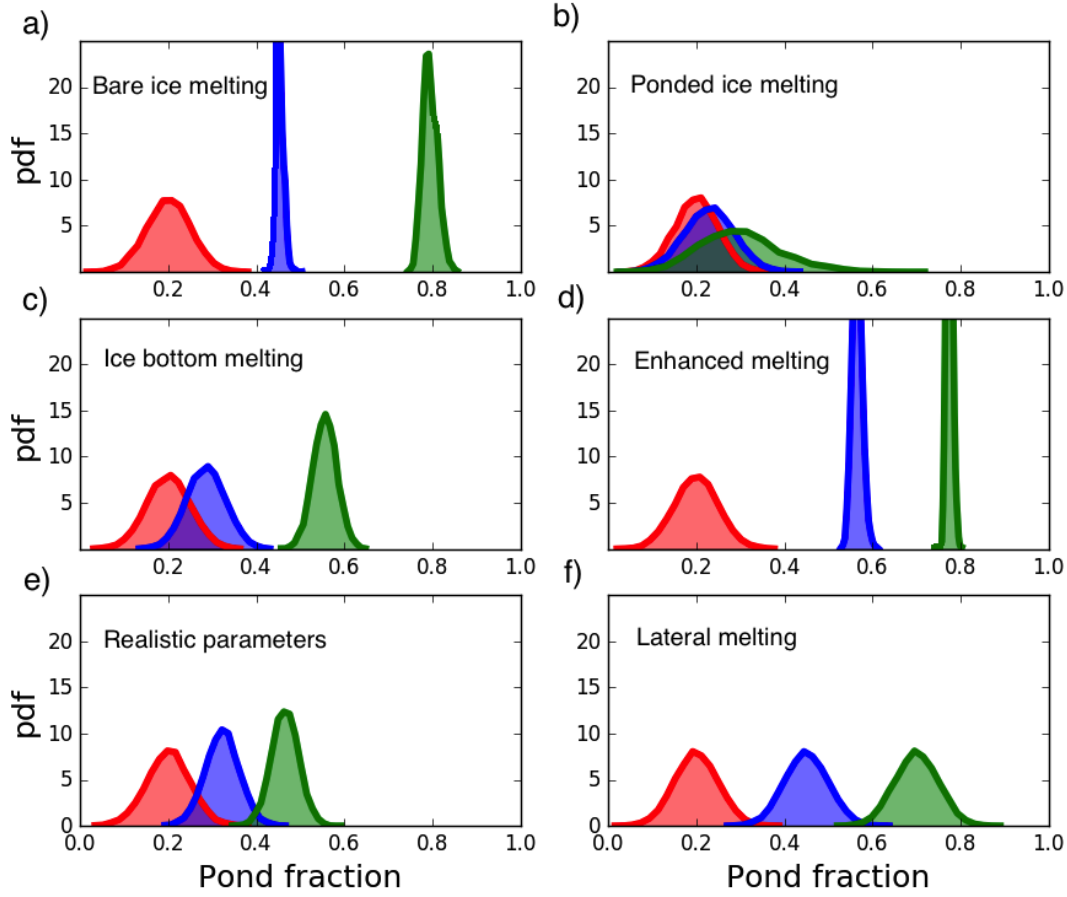 a)
Bare ice melting
pdf
20
15
10
5
0.2 0.4 0.6 0.8 1.0
b)
Ponded ice melting
20
15
10
5
0.2 0.4 0.6 0.8 1.0
c)
Ice bottom melting
pdf
20
15
10
5
0.2 0.4 0.6 0.8 1.0
d)
Enhanced melting
20
15
10
5
0.2 0.4 0.6 0.8 1.0
e)
Realistic parameters
pdf
20
15
10
5
0
0.0 0.2 0.4 0.6 0.8 1.0
Pond fraction
f)
Lateral melting
20
15
10
5
0
0.0 0.2 0.4 0.6 0.8 1.0
Pond fraction